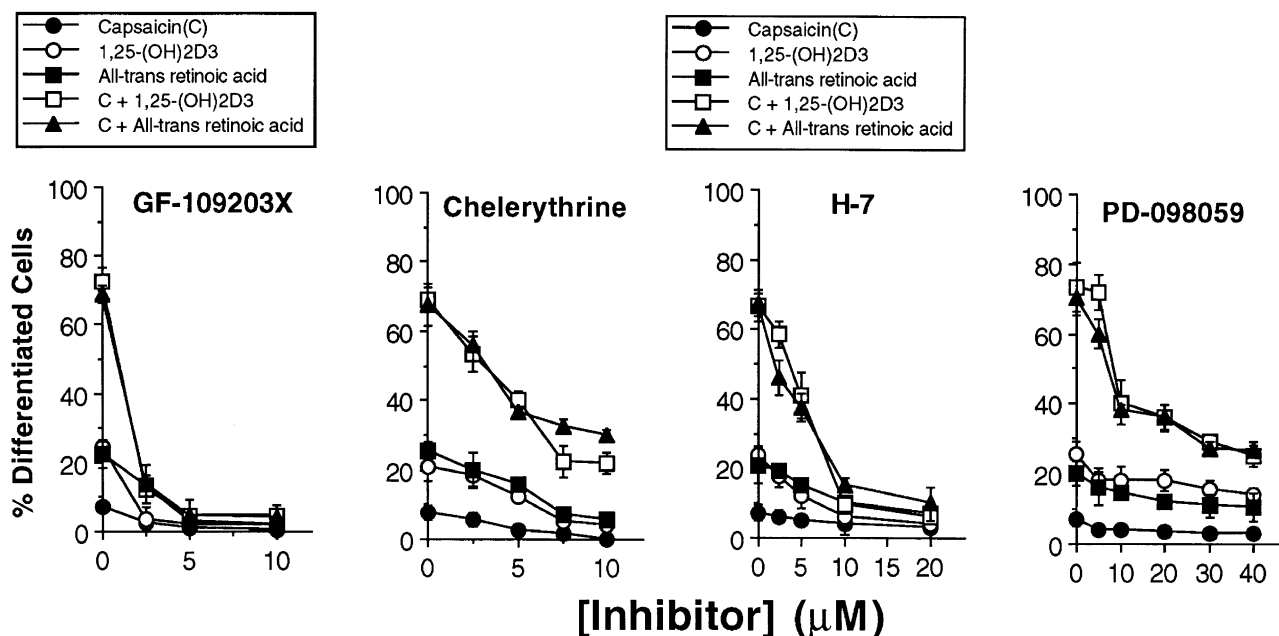 Capsaicin(C)
1,25-(OH)2D3
All-trans retinoic acid
C + 1,25-(OH)2D3
C + All-trans retinoic acid
Capsaicin(C)
1,25-(OH)2D3
All-trans retinoic acid
C + 1,25-(OH)2D3
C + All-trans retinoic acid
% Differentiated Cells
GF-109203X
100
80
60
40
20
0
0 5 10
Chelerythrine
100
80
60
40
20
0
0 5 10
H-7
100
80
60
40
20
0
0 5 10 15 20
PD-098059
100
80
60
40
20
0
0 10 20 30 40
[Inhibitor] (μM)